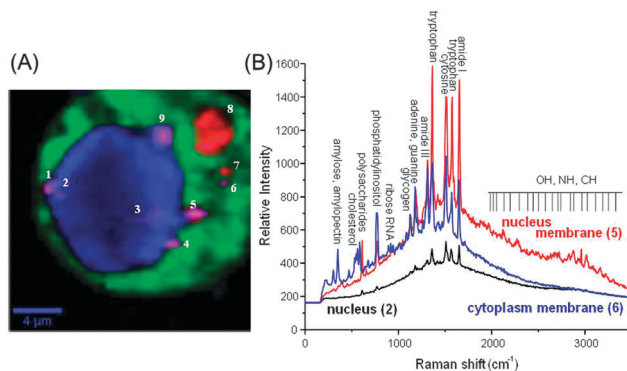 (A)
(B)
1
2
3
4
5
6
7
8
9
4 µm
Relative Intensity
1600
1400
1200
1000
800
600
400
200
0
0
1000
2000
3000
Raman shift (cm-1)
amylose, amylopectin
cholesterol
polysaccharides
phosphatdylinositol
ribose RNA
glycogen
adenine, guanine
amide III
tryptophan
cytosine
tryptophan
amide I
OH, NH, CH
nucleus
membrane (5)
nucleus (2)
cytoplasm membrane (6)